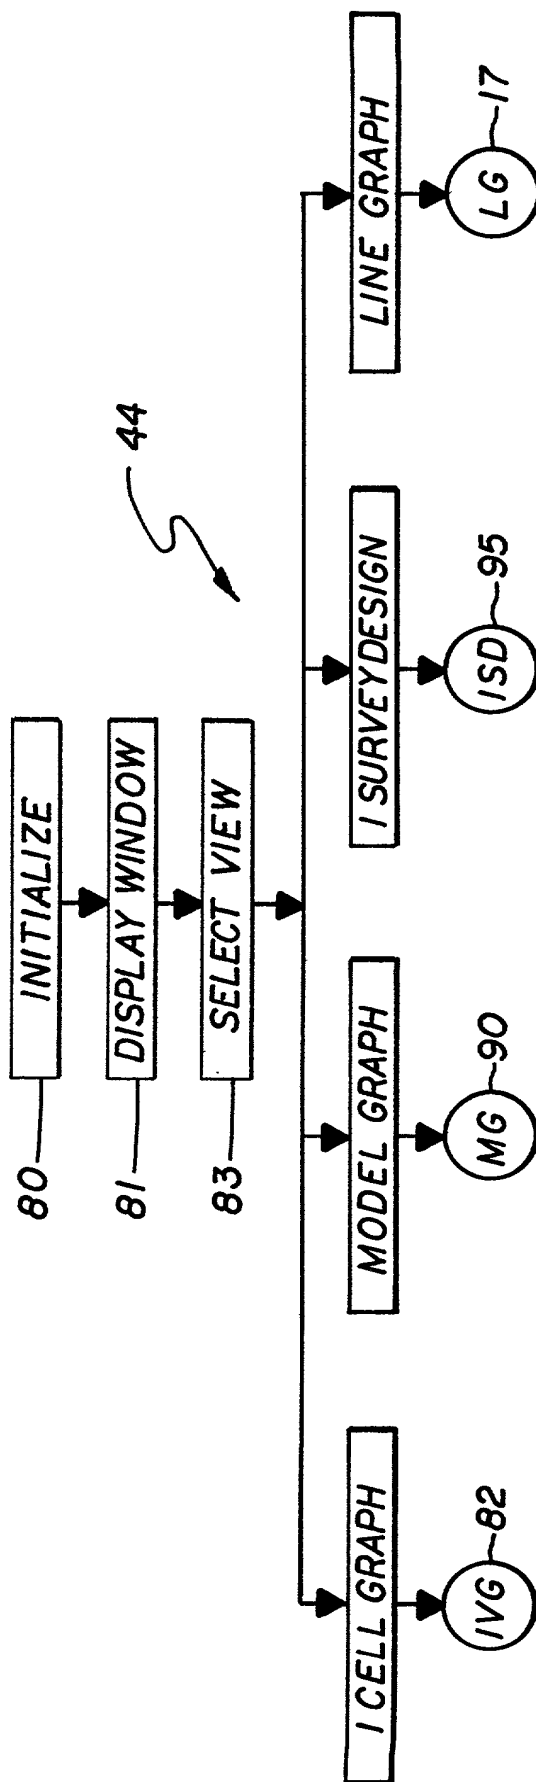 80
INITIALIZE
81
DISPLAY WINDOW
83
SELECT VIEW
44
I CELL GRAPH
MODEL GRAPH
I SURVEYDESIGN
LINE GRAPH
IVG
82
MG
90
ISD
95
LG
17